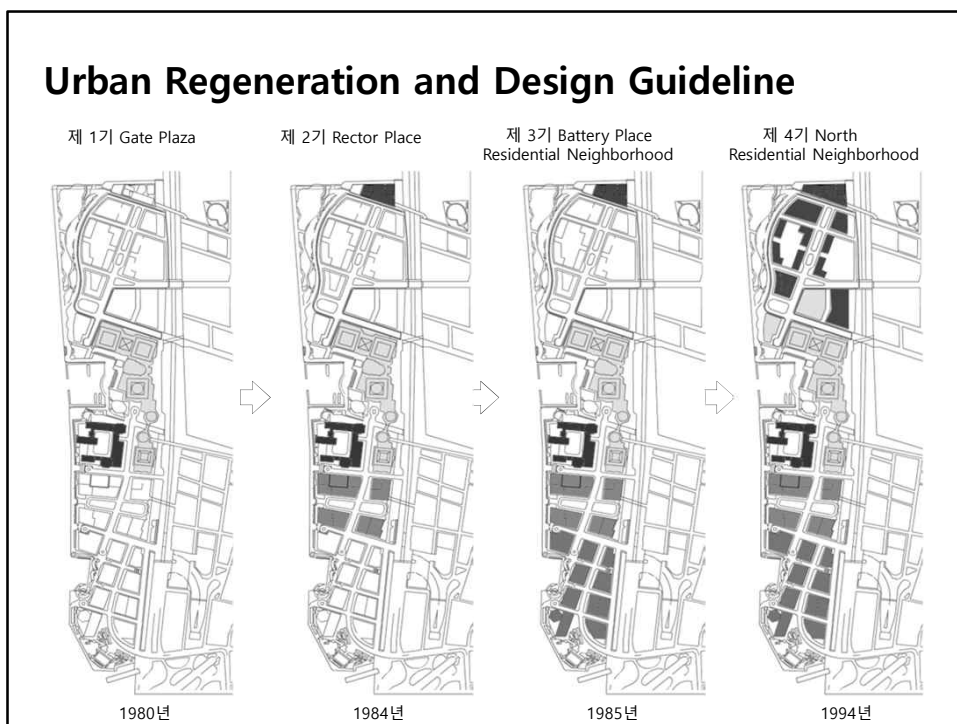 Urban Regeneration and Design Guideline
제 1기 Gate Plaza
제 2기 Rector Place
제 3기 Battery Place
Residential Neighborhood
제 4기 North
Residential Neighborhood
1980년
1984년
1985년
1994년